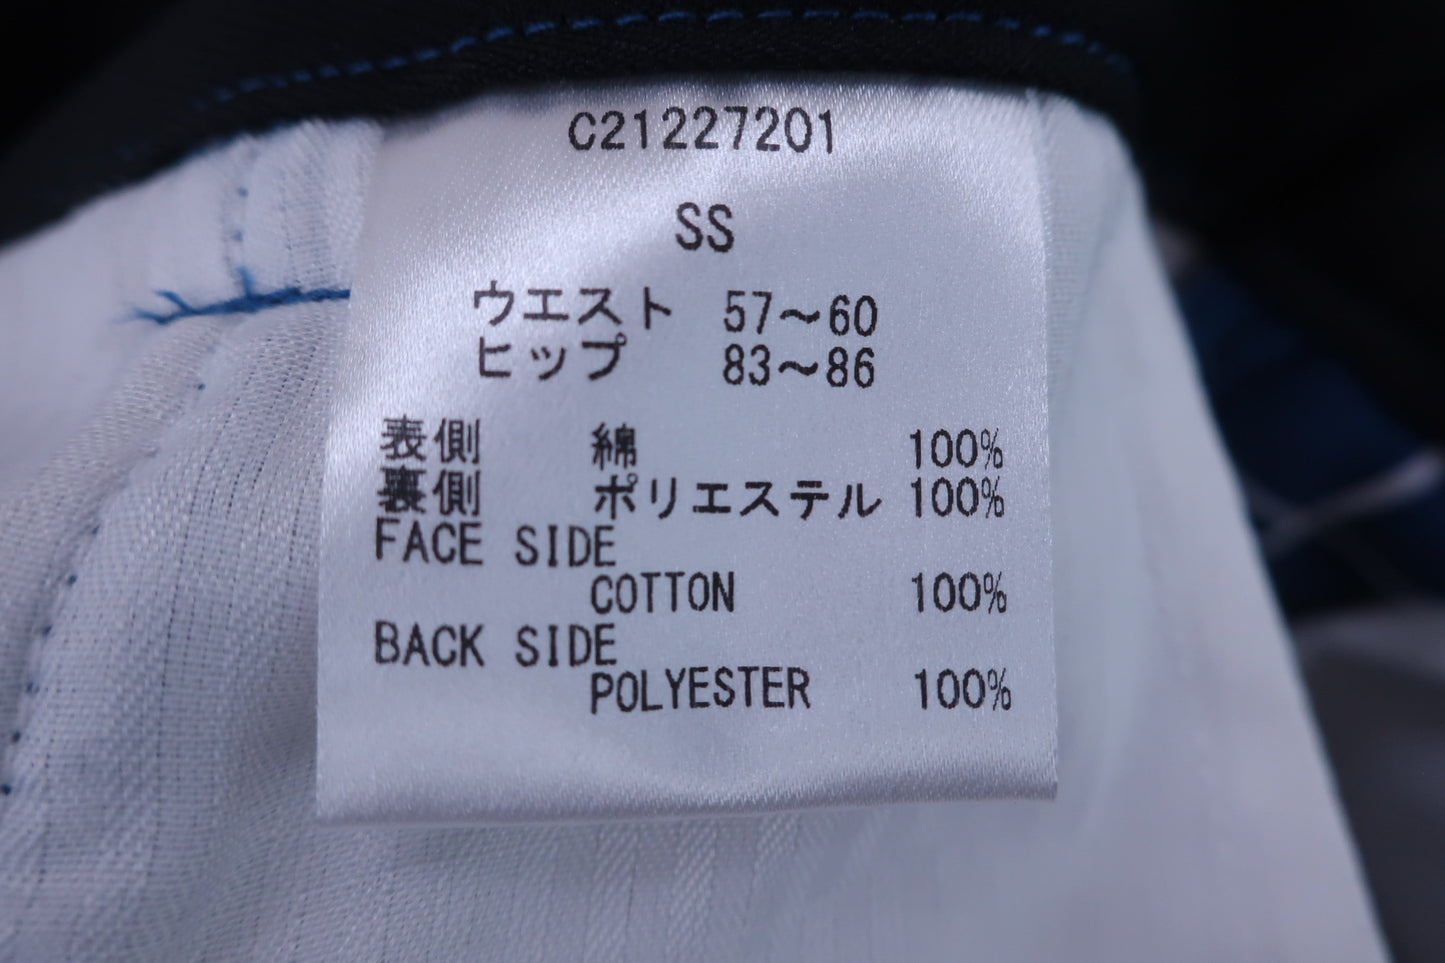 C21227201
SS
ウエスト 57～60
ヒップ 83～86
表側 綿 100%
裏側 ポリエステル 100%
FACE SIDE
COTTON 100%
BACK SIDE
POLYESTER 100%